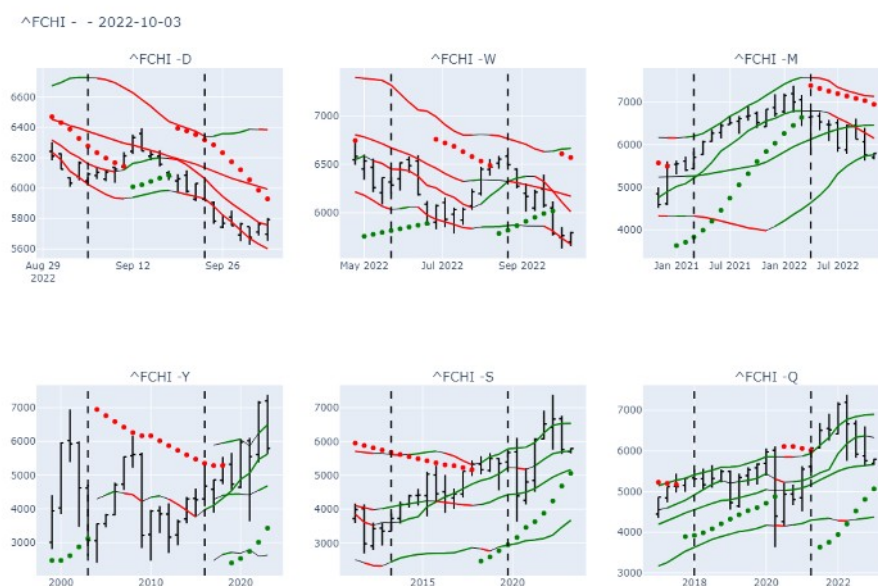 ^FCHI - - 2022-10-03
^FCHI -D
6600
6400
6200
6000
5800
5600
Aug 29
2022
Sep 12
Sep 26
^FCHI -W
7000
6500
6000
May 2022
Jul 2022
Sep 2022
^FCHI -M
7000
6000
5000
4000
Jan 2021
Jul 2021
Jan 2022
Jul 2022
^FCHI -Y
7000
6000
5000
4000
3000
2000
2000
2010
2020
^FCHI -S
7000
6000
5000
4000
3000
2015
2020
^FCHI -Q
7000
6000
5000
4000
3000
2018
2020
2022